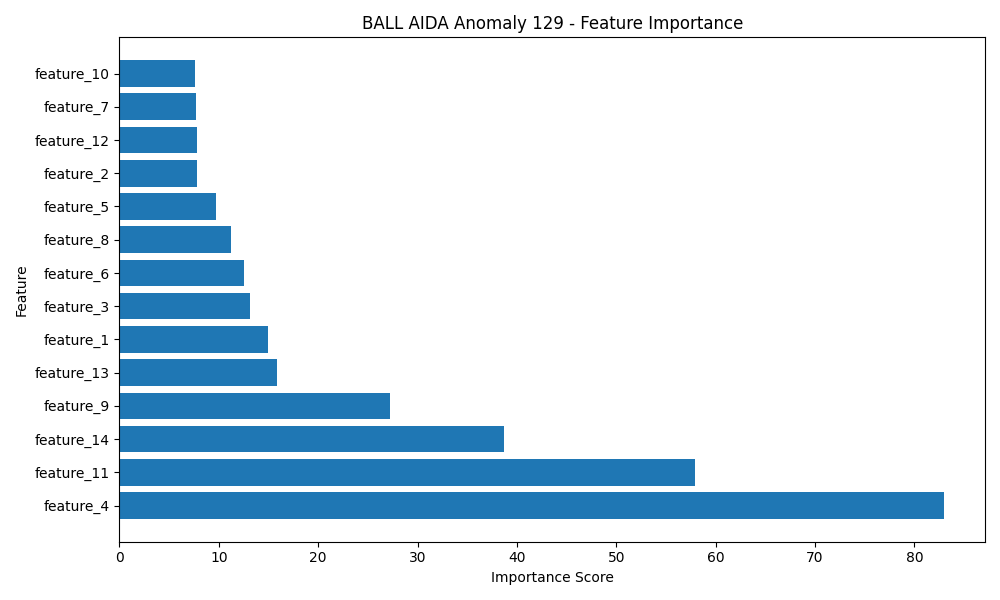 BALL AIDA Anomaly 129 - Feature Importance
feature_10
feature_7
feature_12
feature_2
feature_5
feature_8
feature_6
feature_3
feature_1
feature_13
feature_9
feature_14
feature_11
feature_4
Feature
0 10 20 30 40 50 60 70 80
Importance Score